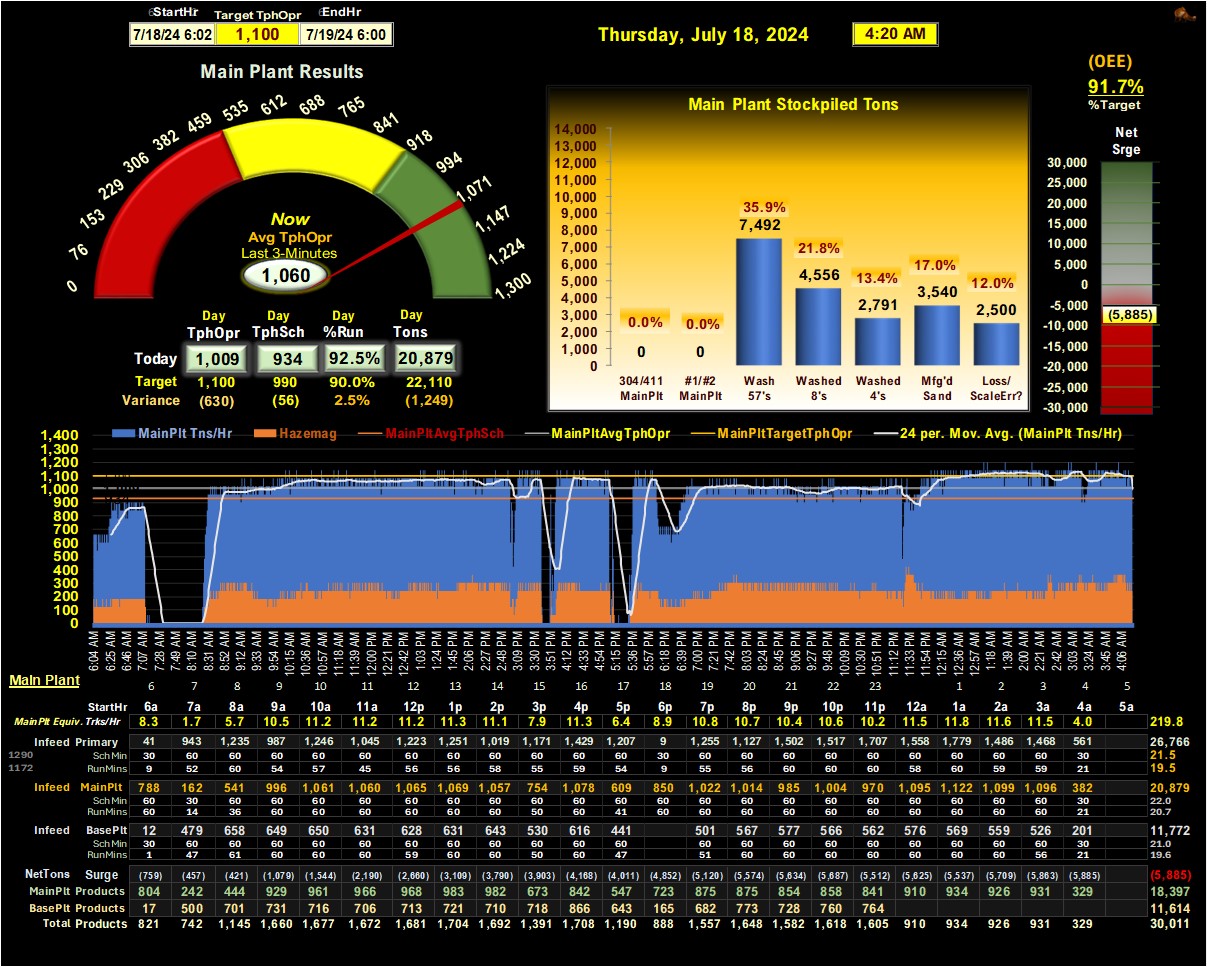 StartHr Target TphOpr EndHr
7/18/24 6:02 1,100 7/19/24 6:00
Thursday, July 18, 2024 4:20 AM
(OEE)
91.7%
%Target
Main Plant Results
0 76 153 229 306 382 459 535 612 688 765 841 918 994 1,071 1,147 1,224 1,300
Now
Avg TphOpr
Last 3-Minutes
1,060
Day Day Day Day
TphOpr TphSch %Run Tons
Today 1,009 934 92.5% 20,879
Target 1,100 990 90.0% 22,110
Variance (630) (56) 2.5% (1,249)
Main Plant Stockpiled Tons
14,000
13,000
12,000
11,000
10,000
9,000
8,000
7,000
6,000
5,000
4,000
3,000
2,000
1,000
0
0.0% 0.0% 35.9% 21.8% 13.4% 17.0% 12.0%
0 0 7,492 4,556 2,791 3,540 2,500
304/411 #1/#2 Wash Washed Washed Mfg'd Loss/
MainPlt MainPlt 57's 8's 4's Sand ScaleErr?
Net
Srge
30,000
25,000
20,000
15,000
10,000
5,000
0
-5,000
(5,885)
-10,000
-15,000
-20,000
-25,000
-30,000
MainPlt Tns/Hr Hazemag MainPltAvgTphSch MainPltAvgTphOpr MainPltTargetTphOpr 24 per. Mov. Avg. (MainPlt Tns/Hr)
1,400
1,300
1,200
1,100
1,000
900
800
700
600
500
400
300
200
100
0
6:04 AM 6:25 AM 6:46 AM 7:07 AM 7:28 AM 7:49 AM 8:10 AM 8:31 AM 8:52 AM 9:12 AM 9:33 AM 9:54 AM 10:15 AM 10:36 AM 10:57 AM 11:18 AM 11:39 AM 12:00 PM 12:21 PM 12:42 PM 1:03 PM 1:24 PM 1:45 PM 2:06 PM 2:27 PM 2:48 PM 3:09 PM 3:30 PM 3:51 PM 4:12 PM 4:33 PM 4:54 PM 5:15 PM 5:36 PM 5:57 PM 6:18 PM 6:39 PM 7:00 PM 7:21 PM 7:42 PM 8:03 PM 8:24 PM 8:45 PM 9:06 PM 9:27 PM 9:48 PM 10:09 PM 10:30 PM 10:51 PM 11:12 PM 11:33 PM 11:54 PM 12:15 AM 12:36 AM 12:57 AM 1:18 AM 1:39 AM 2:00 AM 2:21 AM 2:42 AM 3:03 AM 3:24 AM 3:45 AM 4:06 AM
Main Plant
6 7 8 9 10 11 12 13 14 15 16 17 18 19 20 21 22 23 1 2 3 4 5
StartHr 6a 7a 8a 9a 10a 11a 12p 1p 2p 3p 4p 5p 6p 7p 8p 9p 10p 11p 12a 1a 2a 3a 4a 5a
MainPlt Equiv. Trks/Hr 8.3 1.7 5.7 10.5 11.2 11.2 11.2 11.3 11.1 7.9 11.3 6.4 8.9 10.8 10.7 10.4 10.6 10.2 11.5 11.8 11.6 11.5 4.0 219.8
Infeed Primary 41 943 1,235 987 1,246 1,045 1,223 1,251 1,019 1,171 1,429 1,207 9 1,255 1,127 1,502 1,517 1,707 1,558 1,779 1,486 1,468 561 26,766
1290 Sch Min 30 60 60 60 60 60 60 60 60 60 60 60 30 60 60 60 60 60 60 60 60 60 30 21.5
1172 RunMins 9 52 60 54 57 45 56 56 58 55 59 54 9 55 56 60 60 60 58 60 59 59 21 19.5
Infeed MainPlt 788 162 541 996 1,061 1,060 1,065 1,069 1,057 754 1,078 609 850 1,022 1,014 985 1,004 970 1,095 1,122 1,099 1,096 382 20,879
Sch Min 60 30 60 60 60 60 60 60 60 60 60 60 60 60 60 60 60 60 60 60 60 60 30 22.0
RunMins 60 14 36 60 60 60 60 60 60 50 60 41 60 60 60 60 60 60 60 60 60 60 21 20.7
Infeed BasePlt 12 479 658 649 650 631 628 631 643 530 616 441 501 567 577 566 562 576 569 559 526 201 11,772
Sch Min 30 60 60 60 60 60 60 60 60 60 60 60 60 60 60 60 60 60 60 60 60 30 21.0
RunMins 1 47 61 60 60 60 59 60 60 50 60 47 51 60 60 60 60 60 60 60 56 21 19.6
NetTons Surge (759) (457) (421) (1,079) (1,544) (2,190) (2,660) (3,109) (3,790) (3,903) (4,168) (4,011) (4,852) (5,120) (5,574) (5,634) (5,687) (5,512) (5,625) (5,537) (5,709) (5,863) (5,885) (5,885)
MainPlt Products 804 242 444 929 961 966 968 983 982 673 842 547 723 875 875 854 858 841 910 934 926 931 329 18,397
BasePlt Products 17 500 701 731 716 706 713 721 710 718 866 643 165 682 773 728 760 764 11,614
Total Products 821 742 1,145 1,660 1,677 1,672 1,681 1,704 1,692 1,391 1,708 1,190 888 1,557 1,648 1,582 1,618 1,605 910 934 926 931 329 30,011